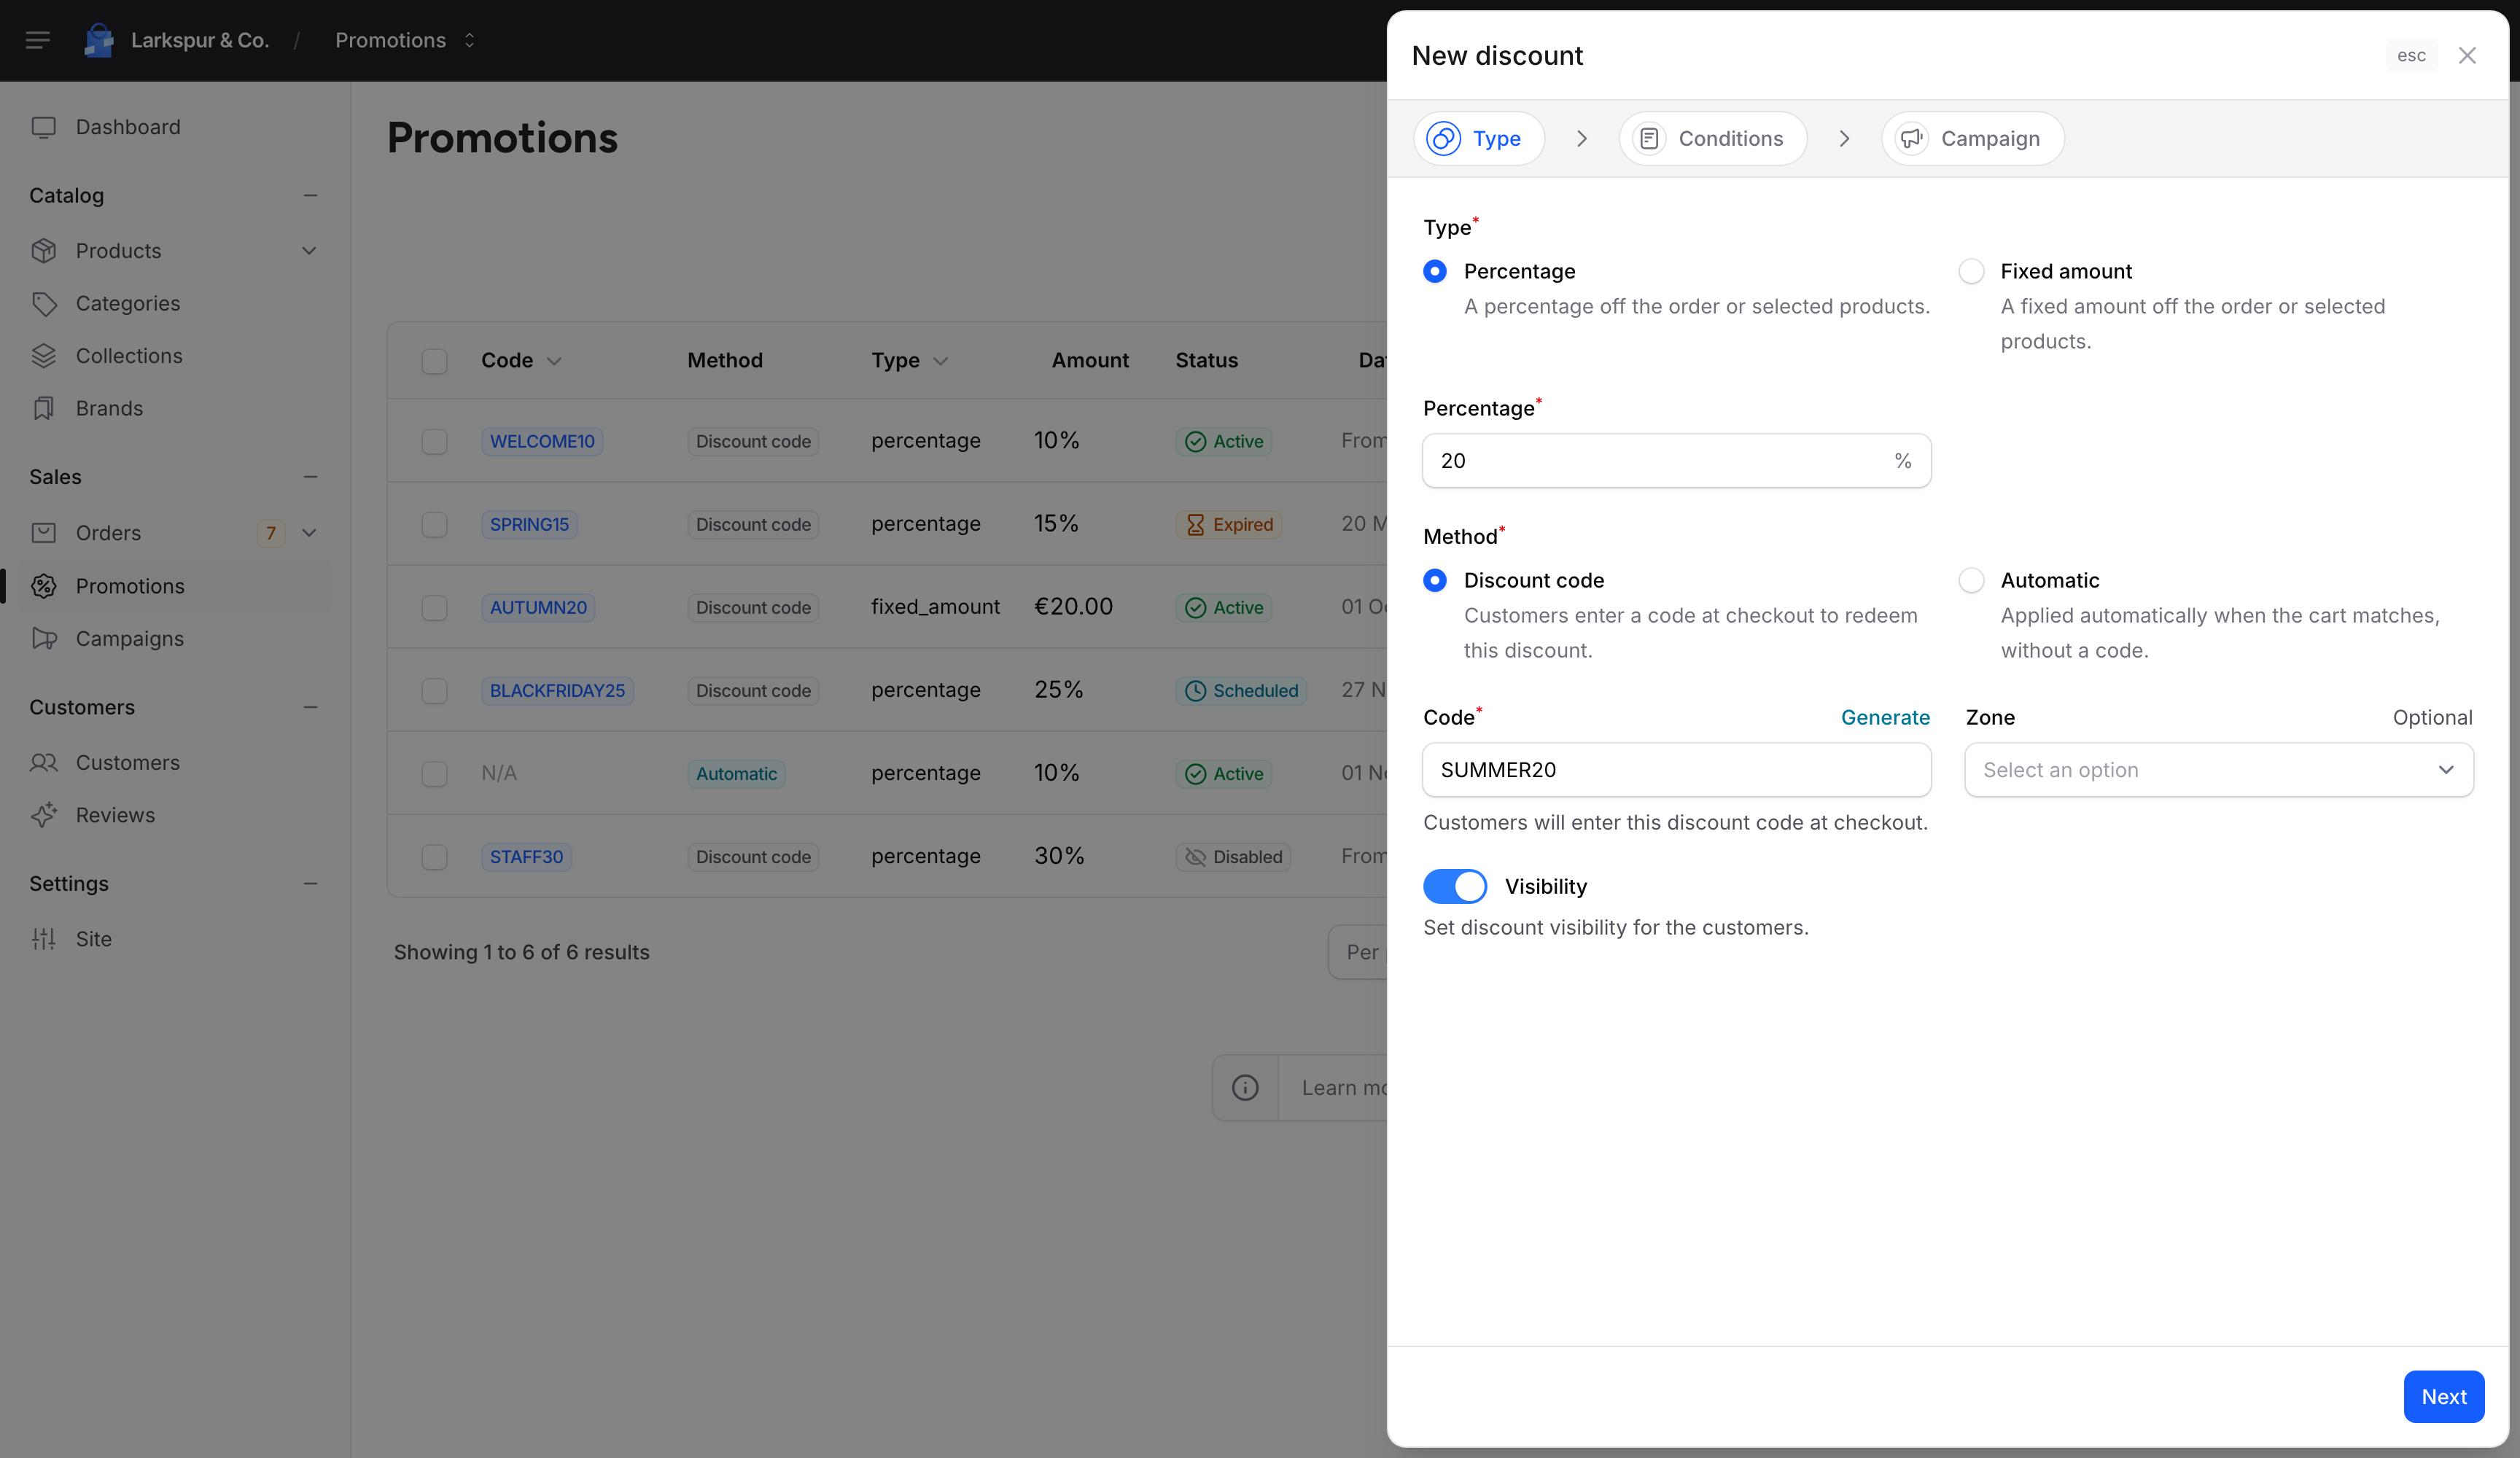 Larkspur & Co. / Promotions
Dashboard
Catalog
Products
Categories
Collections
Brands
Sales
Orders 7
Promotions
Campaigns
Customers
Customers
Reviews
Settings
Site
Promotions
Code Method Type Amount Status
WELCOME10 Discount code percentage 10% Active From
SPRING15 Discount code percentage 15% Expired 20
AUTUMN20 Discount code fixed_amount €20.00 Active 01
BLACKFRIDAY25 Discount code percentage 25% Scheduled 27
N/A Automatic percentage 10% Active 01
STAFF30 Discount code percentage 30% Disabled From
Showing 1 to 6 of 6 results
Per
Learn
New discount
esc
Type Conditions Campaign
Type*
Percentage
A percentage off the order or selected products.
Fixed amount
A fixed amount off the order or selected
products.
Percentage*
20 %
Method*
Discount code
Customers enter a code at checkout to redeem
this discount.
Automatic
Applied automatically when the cart matches,
without a code.
Code* Generate
SUMMER20
Customers will enter this discount code at checkout.
Zone Optional
Select an option
Visibility
Set discount visibility for the customers.
Next